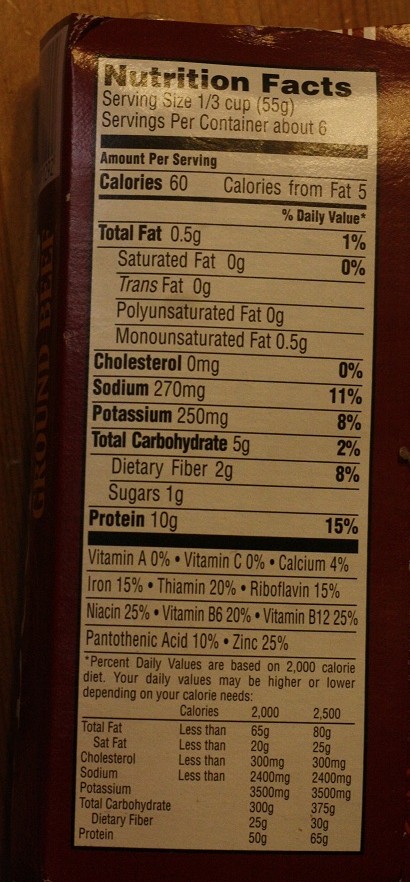 Nutrition Facts
Serving Size 1/3 cup (55g)
Servings Per Container about 6
Amount Per Serving
Calories 60 Calories from Fat 5
% Daily Value*
Total Fat 0.5g 1%
Saturated Fat 0g 0%
Trans Fat 0g
Polyunsaturated Fat 0g
Monounsaturated Fat 0.5g
Cholesterol 0mg 0%
Sodium 270mg 11%
Potassium 250mg 8%
Total Carbohydrate 5g 2%
Dietary Fiber 2g 8%
Sugars 1g
Protein 10g 15%
Vitamin A 0% • Vitamin C 0% • Calcium 4%
Iron 15% • Thiamin 20% • Riboflavin 15%
Niacin 25% • Vitamin B6 20% • Vitamin B12 25%
Pantothenic Acid 10% • Zinc 25%
*Percent Daily Values are based on 2,000 calorie
diet. Your daily values may be higher or lower
depending on your calorie needs:
Calories 2,000 2,500
Total Fat Less than 65g 80g
Sat Fat Less than 20g 25g
Cholesterol Less than 300mg 300mg
Sodium Less than 2400mg 2400mg
Potassium 3500mg 3500mg
Total Carbohydrate 300g 375g
Dietary Fiber 25g 30g
Protein 50g 65g
GROUND BEEF